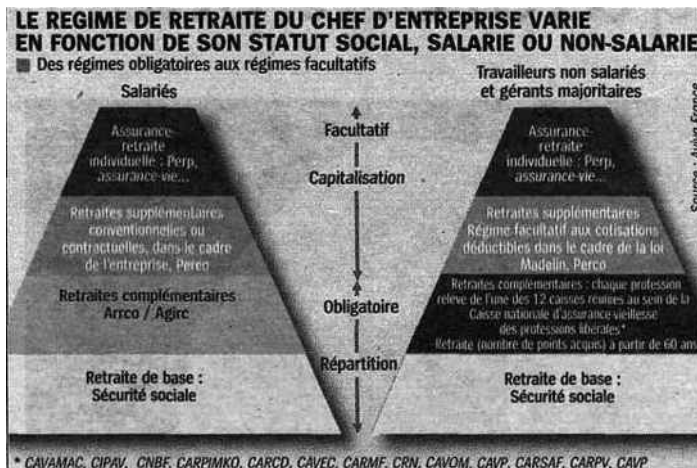 LE REGIME DE RETRAITE DU CHEF D'ENTREPRISE VARIE
EN FONCTION DE SON STATUT SOCIAL, SALARIE OU NON-SALARIE
Des régimes obligatoires aux régimes facultatifs
Salariés
Assurance-
retraite
individuelle : Perp,
assurance-vie...
Retraites supplémentaires
conventionnelles ou
contractuelles, dans le cadre
de l'entreprise, Perco
Retraites complémentaires
Arrco / Agirc
Retraite de base :
Sécurité sociale
Facultatif
Capitalisation
Obligatoire
Répartition
Travailleurs non salariés
et gérants majoritaires
Assurance-
retraite
individuelle : Perp,
assurance-vie...
Retraites supplémentaires
Régime facultatif aux cotisations
déductibles dans le cadre de la loi
Madelin, Perco
Retraites complémentaires : chaque profession
relève de l'une des 12 caisses réunies au sein de la
Caisse nationale d'assurance vieillesse
des professions libérales*
Retraite (nombre de points acquis) à partir de 60 ans
Retraite de base :
Sécurité sociale
Source : France
* CAVAMAC, CIPAV, CNBF, CARPIMKO, CARCD, CAVEC, CARMF, CRN, CAVOM, CAVP, CARSAF, CARPV, CAVP